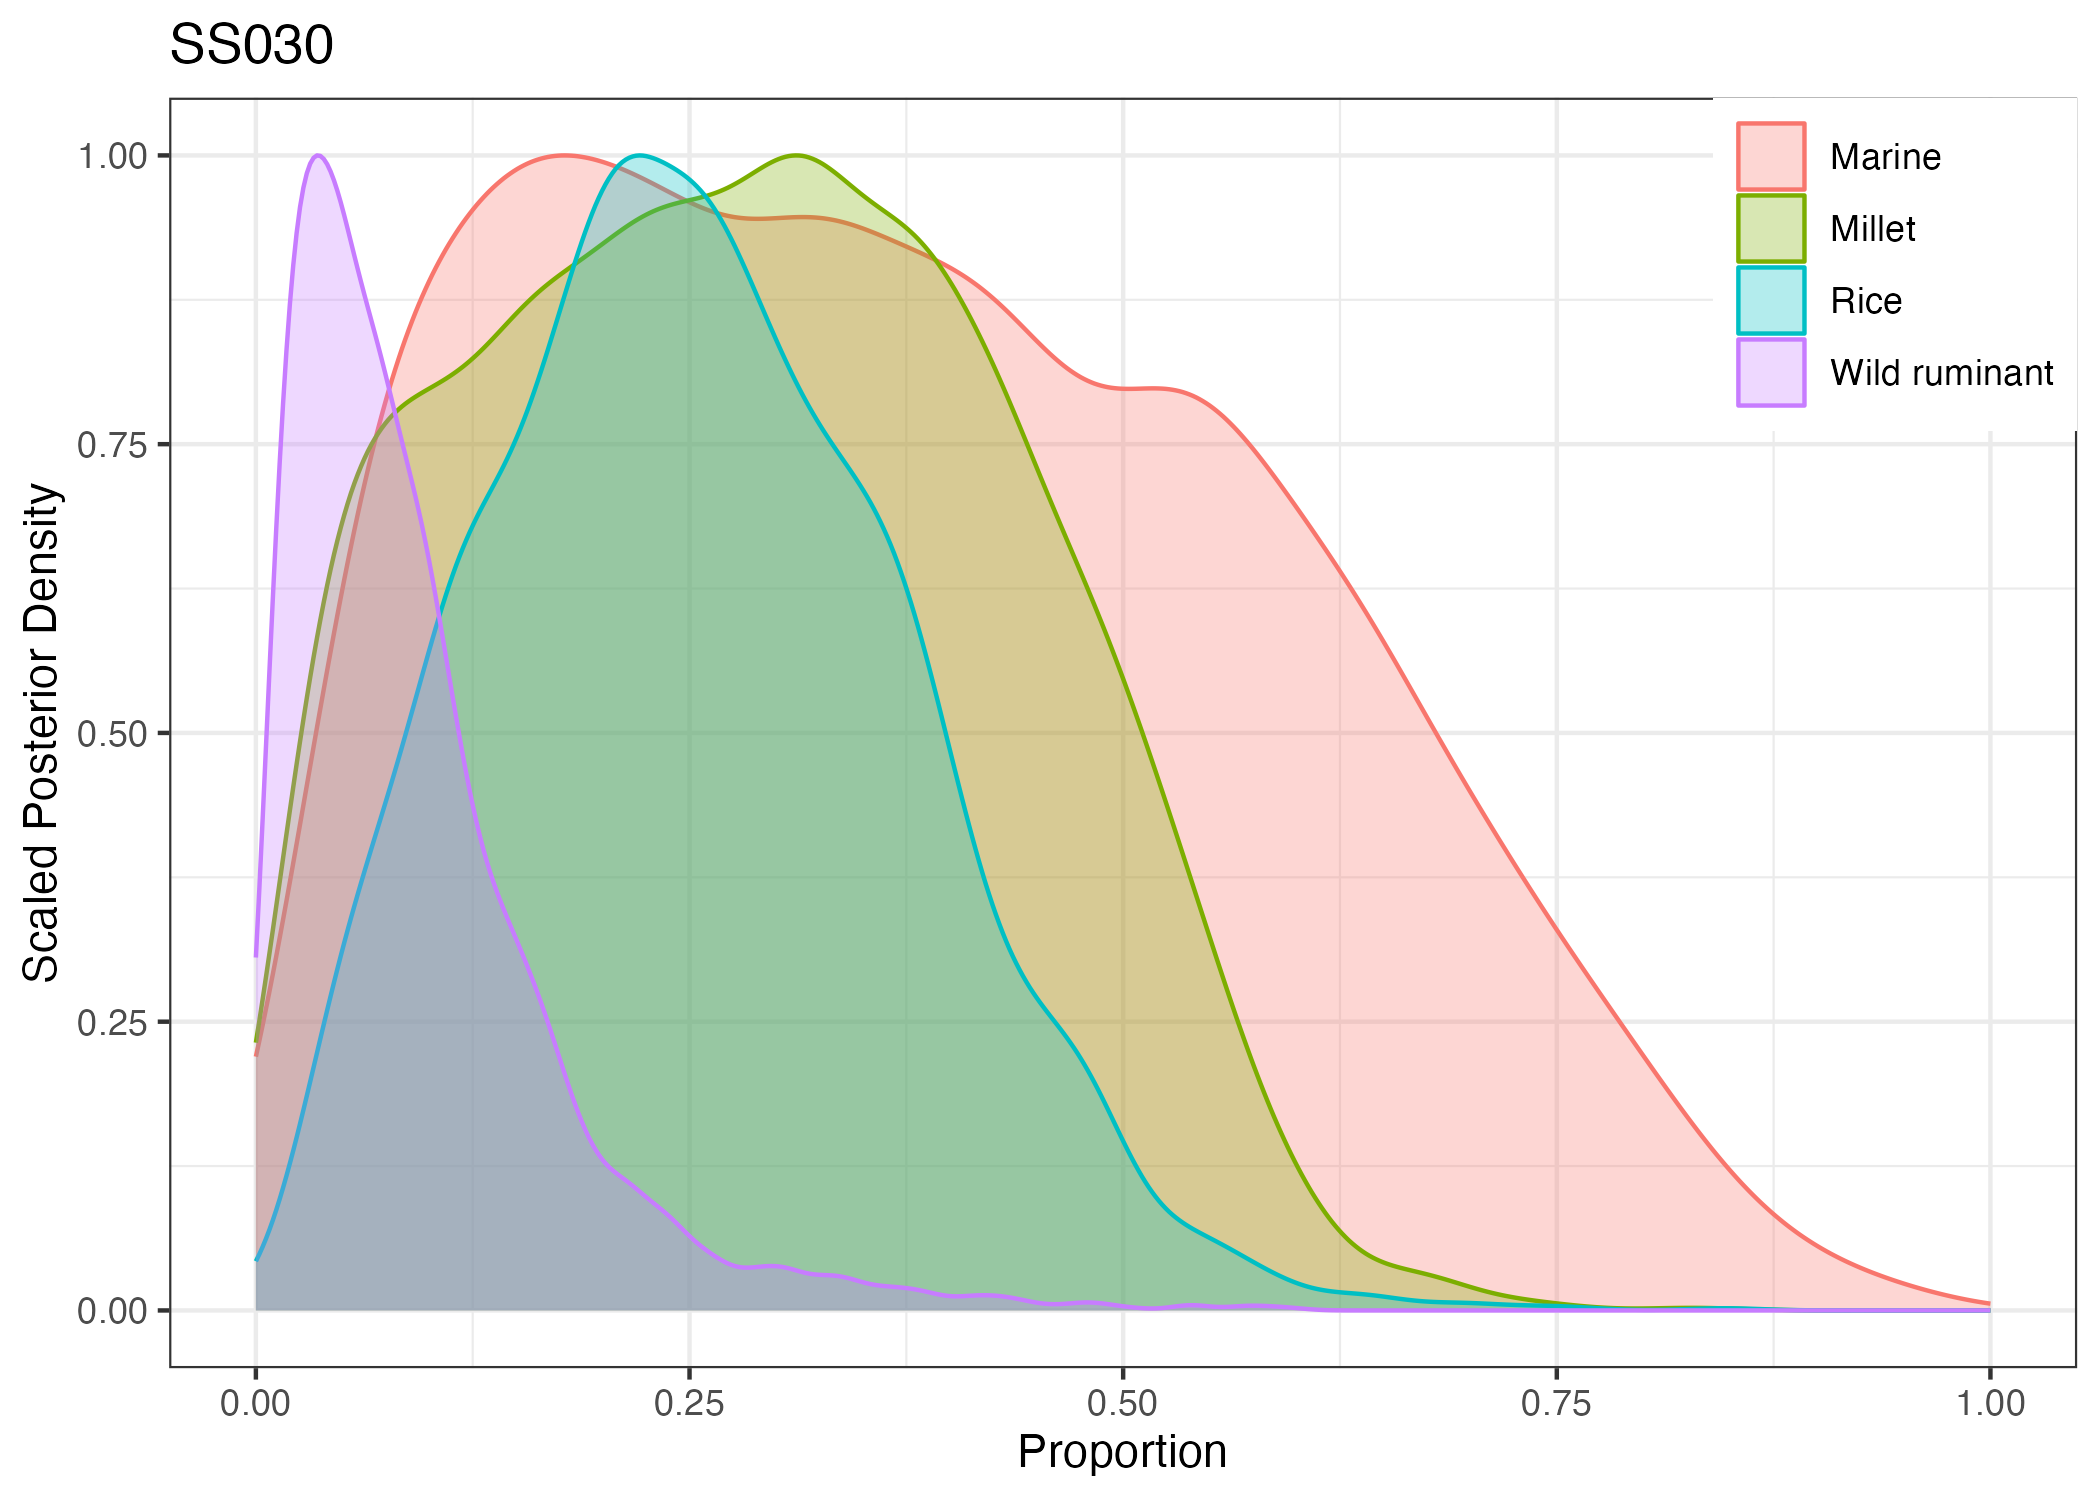 SS030
Marine
Millet
Rice
Wild ruminant
1.00
0.75
0.50
0.25
0.00
Scaled Posterior Density
0.00 0.25 0.50 0.75 1.00
Proportion